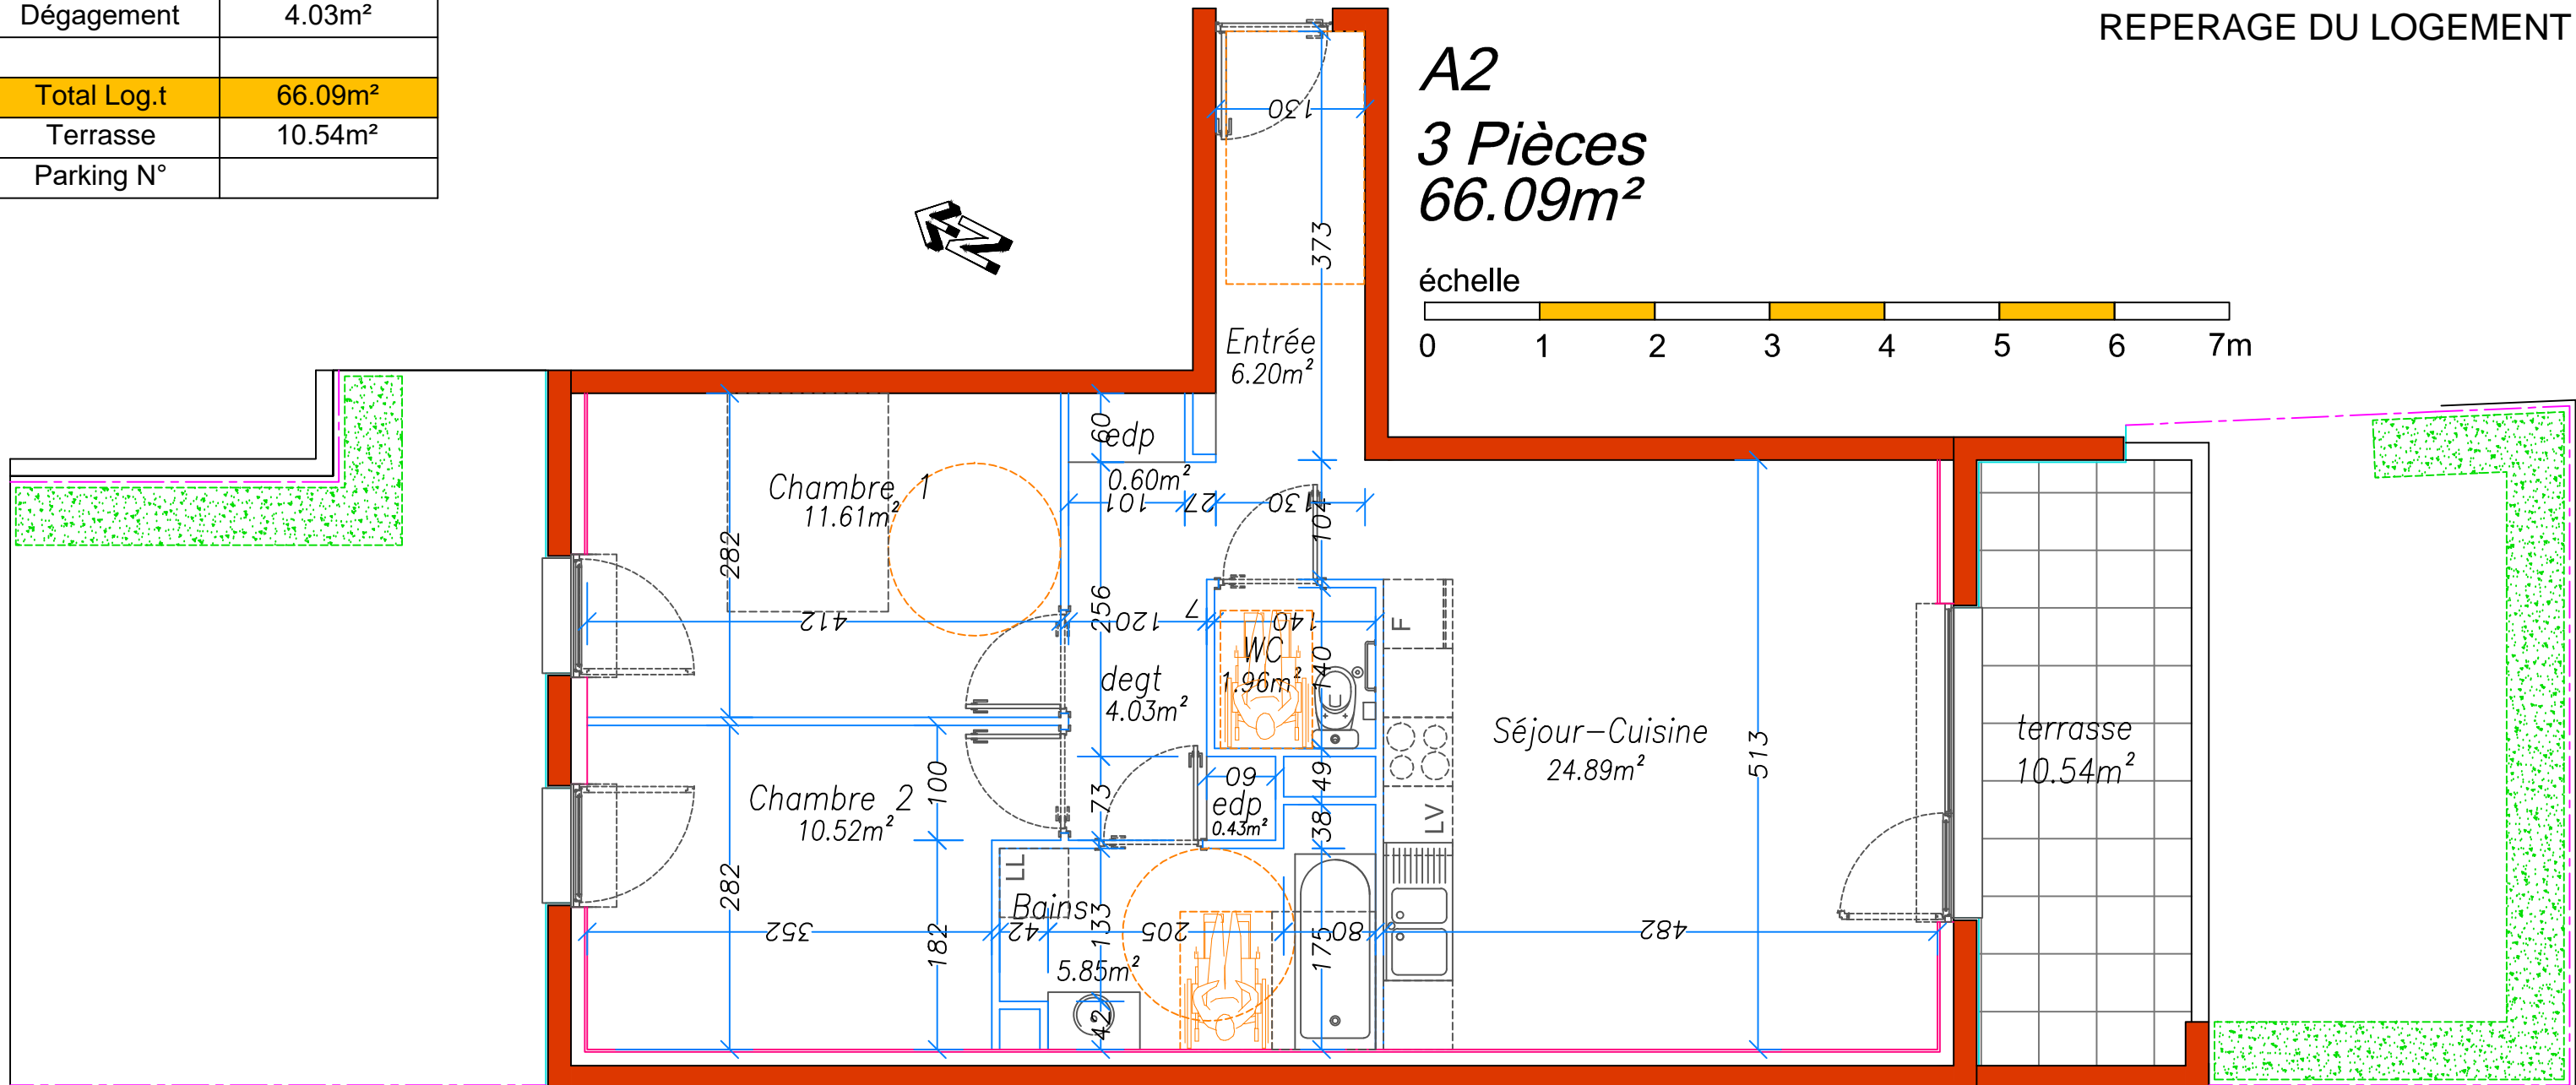 Dégagement 4.03m²
Total Log.t 66.09m²
Terrasse 10.54m²
Parking N°
REPERAGE DU LOGEMENT
A2
3 Pièces
66.09m²
échelle
0 1 2 3 4 5 6 7m
N
130
373
Entrée
6.20m²
60
edp
0.60m²
101 27 130
104
Chambre 1
11.61m²
282
412
256
120
7
140
WC
1.96m²
140
F
degt
4.03m²
Séjour-Cuisine
24.89m²
513
terrasse
10.54m²
Chambre 2
10.52m²
100
73
60
49
edp
0.43m²
38
LV
LL
282
Bains
352
182
42
133
205
175
80
482
5.85m²
42